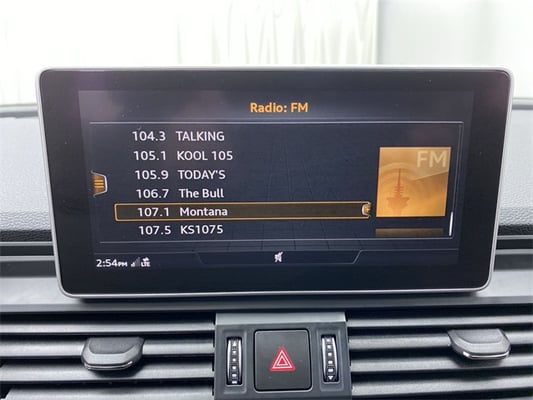 Radio: FM
104.3 TALKING
105.1 KOOL 105
105.9 TODAY'S
106.7 The Bull
107.1 Montana
107.5 KS1075
FM
2:54PM LTE